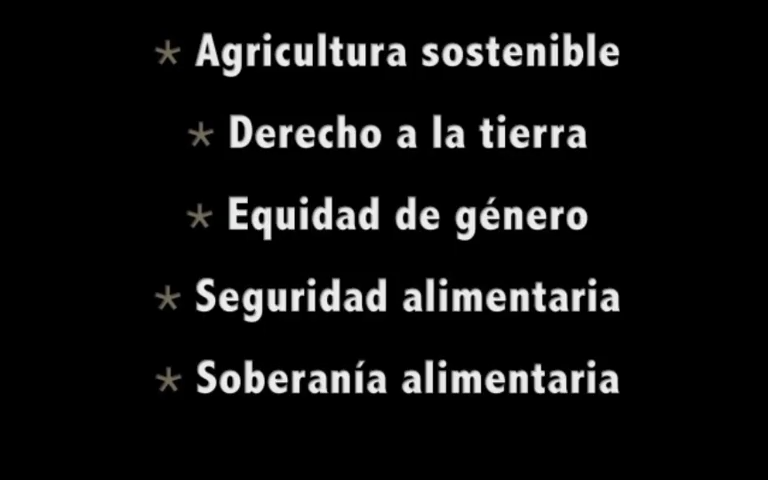 * Agricultura sostenible
* Derecho a la tierra
* Equidad de género
* Seguridad alimentaria
* Soberanía alimentaria